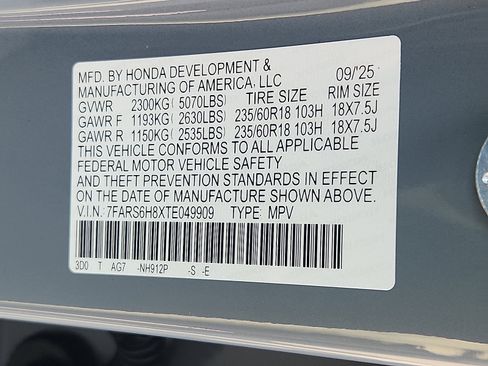 MFD. BY HONDA DEVELOPMENT &
MANUFACTURING OF AMERICA, LLC 09/'25
GVWR 2300KG(5070LBS) TIRE SIZE RIM SIZE
GAWR F 1193KG(2630LBS) 235/60R18 103H 18X7.5J
GAWR R 1150KG(2535LBS) 235/60R18 103H 18X7.5J
THIS VEHICLE CONFORMS TO ALL APPLICABLE
FEDERAL MOTOR VEHICLE SAFETY
AND THEFT PREVENTION STANDARDS IN EFFECT
ON THE DATE OF MANUFACTURE SHOWN ABOVE.
V.I.N.:7FARS6H8XTE049909 TYPE: MPV
3D0 T AG7 -NH912P -S -E